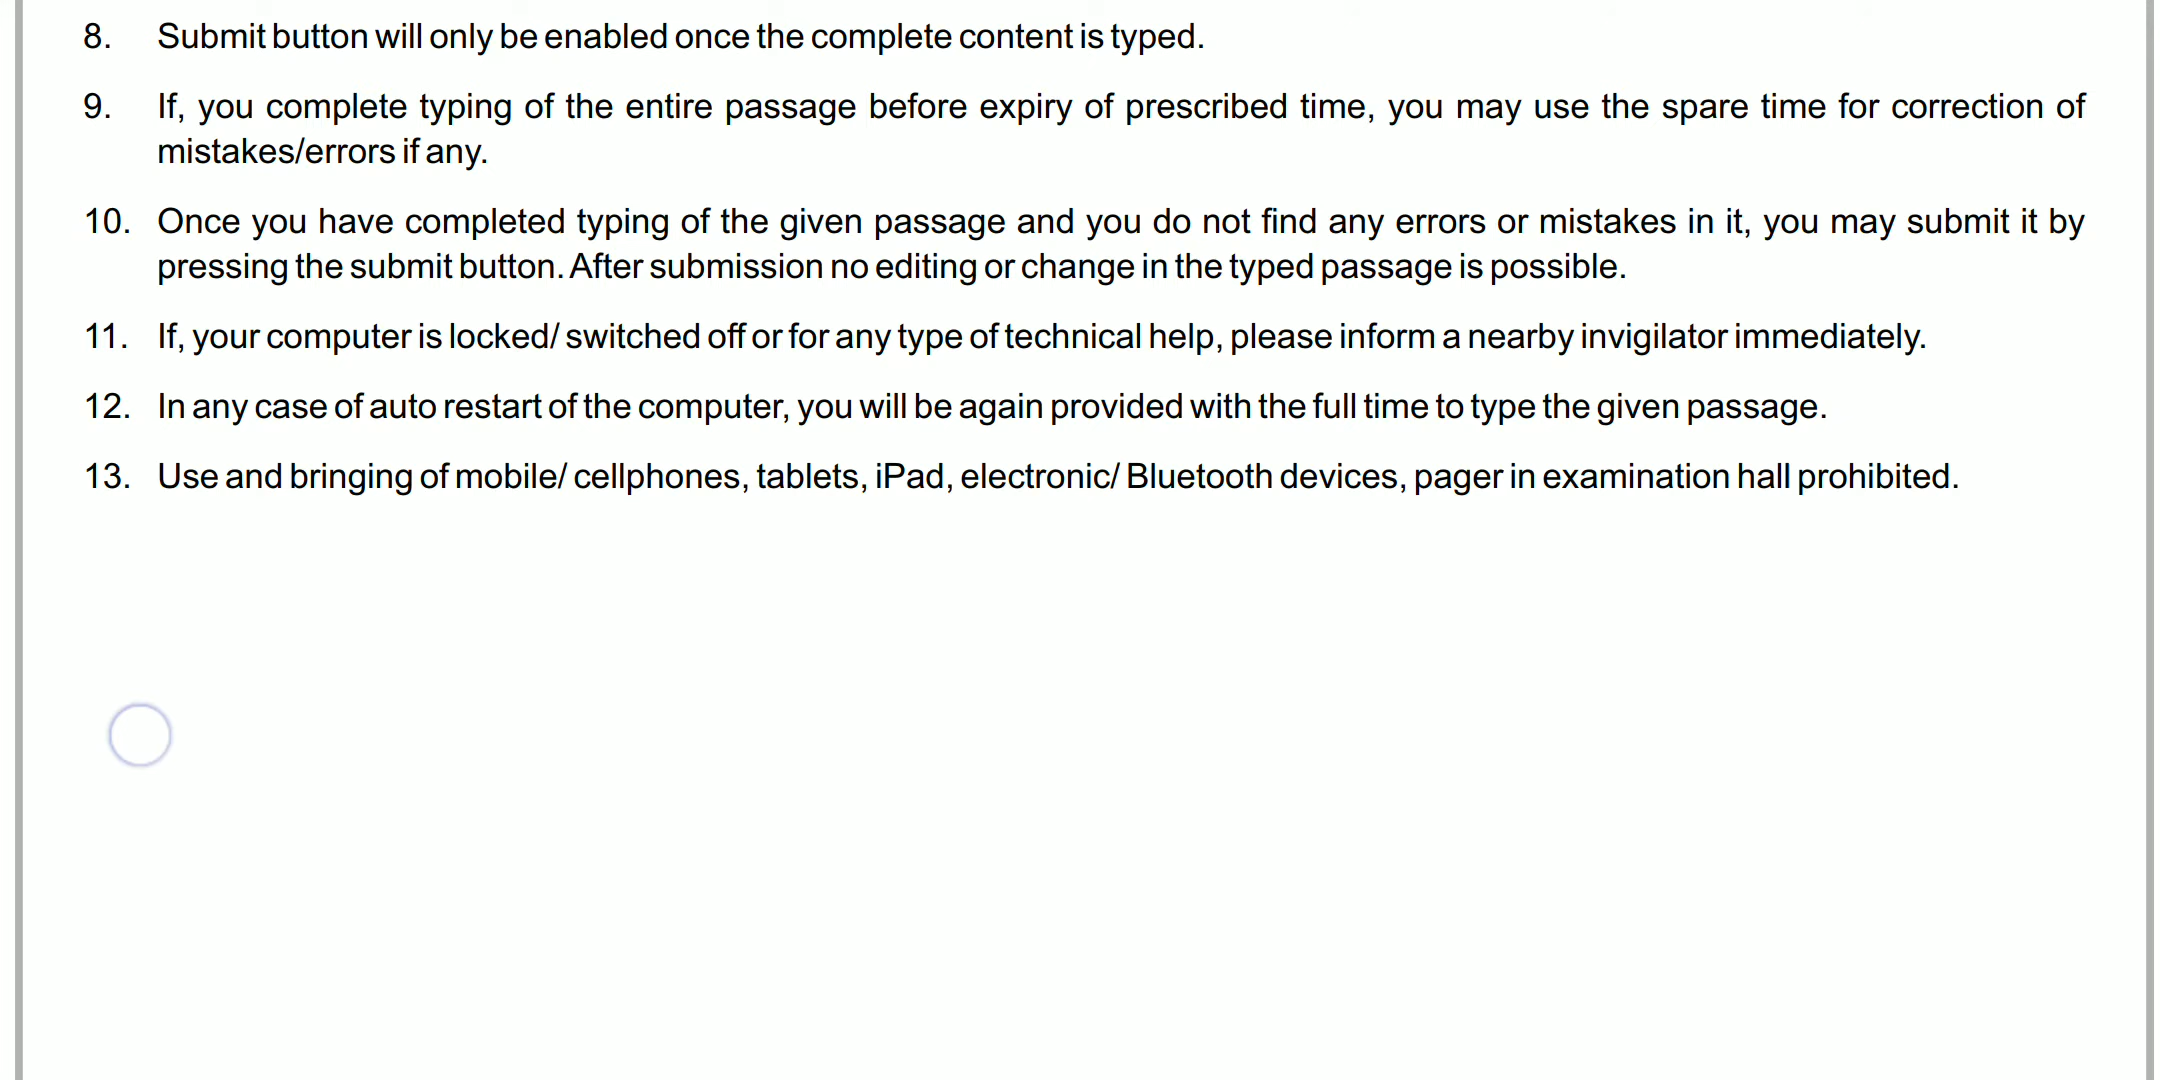 8. Submit button will only be enabled once the complete content is typed.
9. If, you complete typing of the entire passage before expiry of prescribed time, you may use the spare time for correction of
mistakes/errors if any.
10. Once you have completed typing of the given passage and you do not find any errors or mistakes in it, you may submit it by
pressing the submit button. After submission no editing or change in the typed passage is possible.
11. If, your computer is locked/ switched off or for any type of technical help, please inform a nearby invigilator immediately.
12. In any case of auto restart of the computer, you will be again provided with the full time to type the given passage.
13. Use and bringing of mobile/ cellphones, tablets, iPad, electronic/ Bluetooth devices, pager in examination hall prohibited.